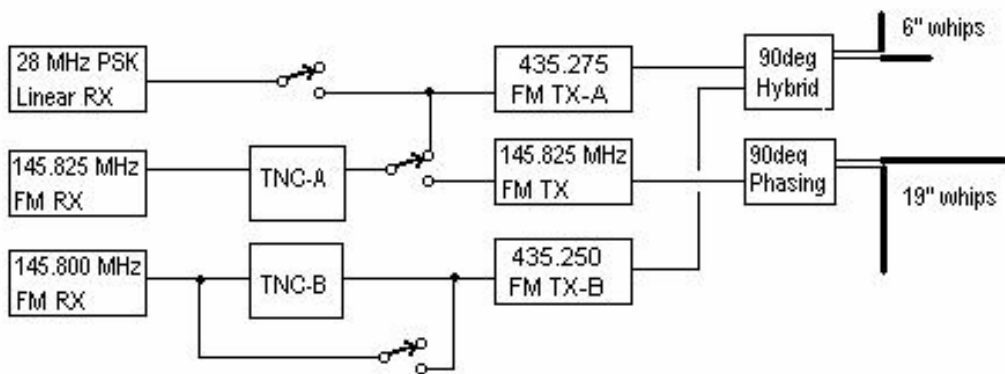 28 MHz PSK
Linear RX
435.275
FM TX-A
90deg
Hybrid
6" whips
145.825 MHz
FM RX
TNC-A
145.825 MHz
FM TX
90deg
Phasing
19" whips
145.800 MHz
FM RX
TNC-B
435.250
FM TX-B